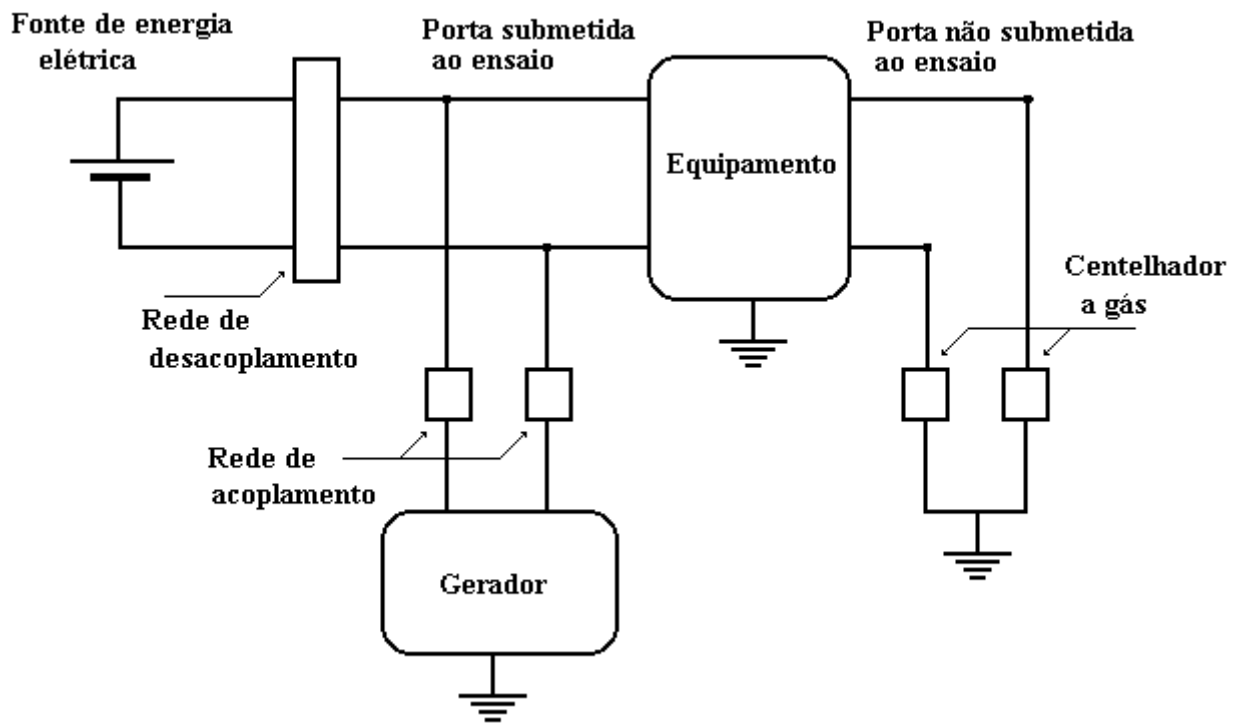 Fonte de energia
elétrica
Porta submetida
ao ensaio
Porta não submetida
ao ensaio
Equipamento
Centelhador
a gás
Rede de
desacoplamento
Rede de
acoplamento
Gerador